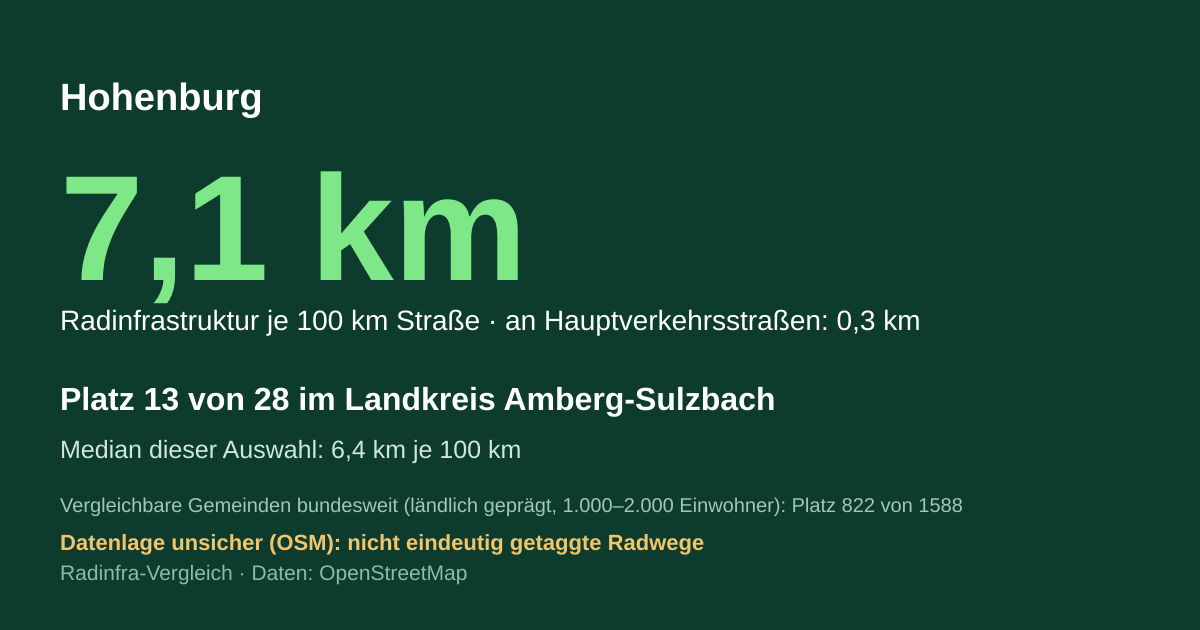 Hohenburg
7,1 km
Radinfrastruktur je 100 km Straße · an Hauptverkehrsstraßen: 0,3 km
Platz 13 von 28 im Landkreis Amberg-Sulzbach
Median dieser Auswahl: 6,4 km je 100 km
Vergleichbare Gemeinden bundesweit (ländlich geprägt, 1.000–2.000 Einwohner): Platz 822 von 1588
Datenlage unsicher (OSM): nicht eindeutig getaggte Radwege
Radinfra-Vergleich · Daten: OpenStreetMap